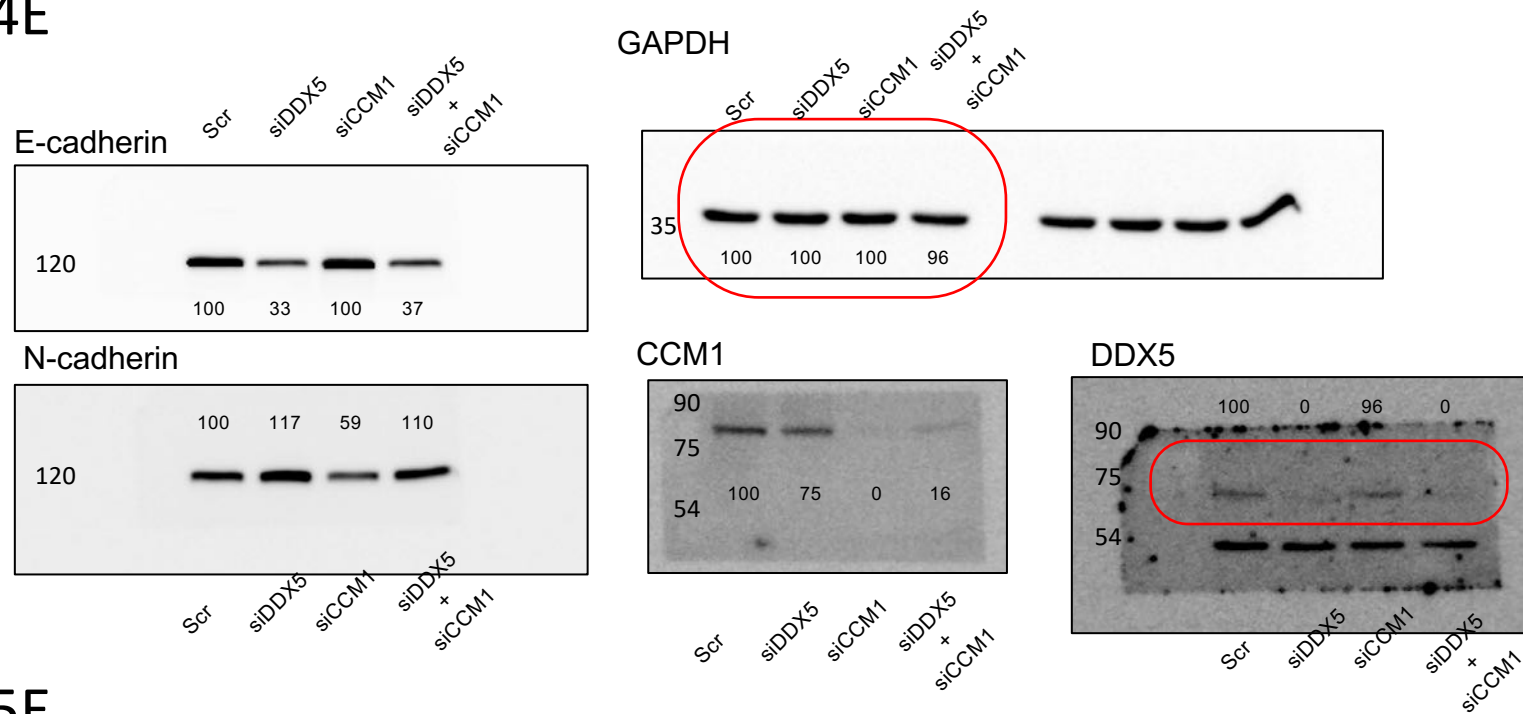 4E
E-cadherin
Scr
siDDX5
siCCM1
siDDX5
+
siCCM1
120
100 33 100 37
N-cadherin
100 117 59 110
120
Scr
siDDX5
siCCM1
siDDX5
+
siCCM1
GAPDH
Scr
siDDX5
siCCM1
siDDX5
+
siCCM1
35
100 100 100 96
CCM1
90
75
100 75 0 16
54
Scr
siDDX5
siCCM1
siDDX5
+
siCCM1
DDX5
100 0 96 0
90
75
54
Scr
siDDX5
siCCM1
siDDX5
+
siCCM1